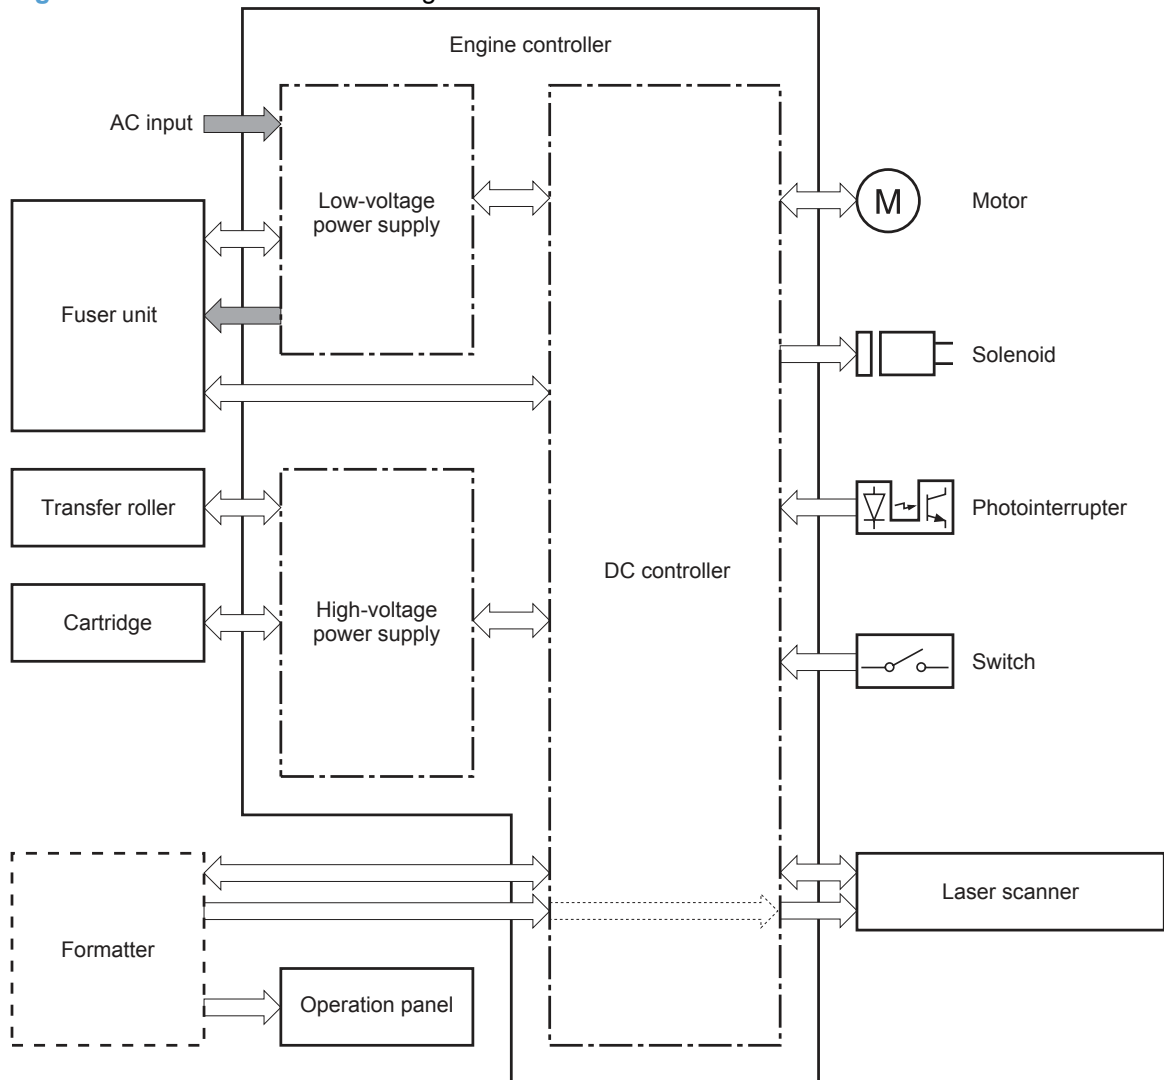 Engine controller
AC input
Low-voltage
power supply
M
Motor
Fuser unit
Solenoid
Transfer roller
Photointerrupter
DC controller
High-voltage
power supply
Cartridge
Switch
Laser scanner
Formatter
Operation panel